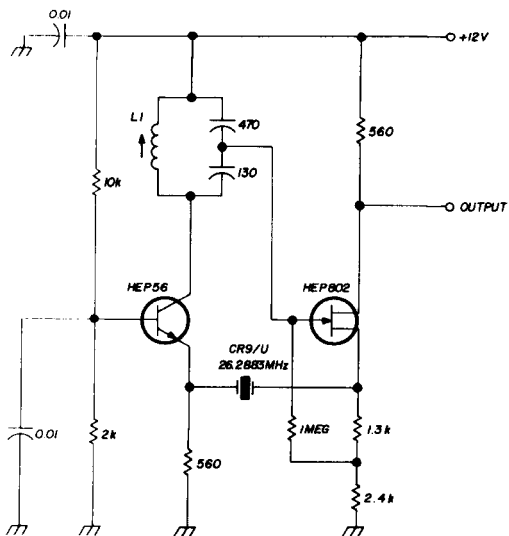 0.01
+12V
L1
470
560
130
10k
OUTPUT
HEP56
HEP802
CR9/U
26.2883MHz
0.01
2k
1MEG
1.3k
560
2.4k